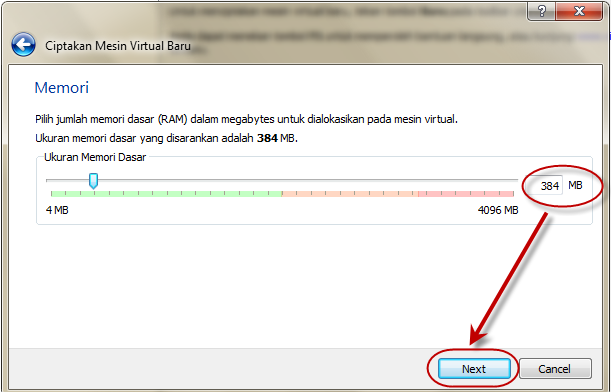 Ciptakan Mesin Virtual Baru
Memori
Pilih jumlah memori dasar (RAM) dalam megabytes untuk dialokasikan pada mesin virtual.
Ukuran memori dasar yang disarankan adalah 384 MB.
Ukuran Memori Dasar
384 MB
4 MB 4096 MB
Next Cancel